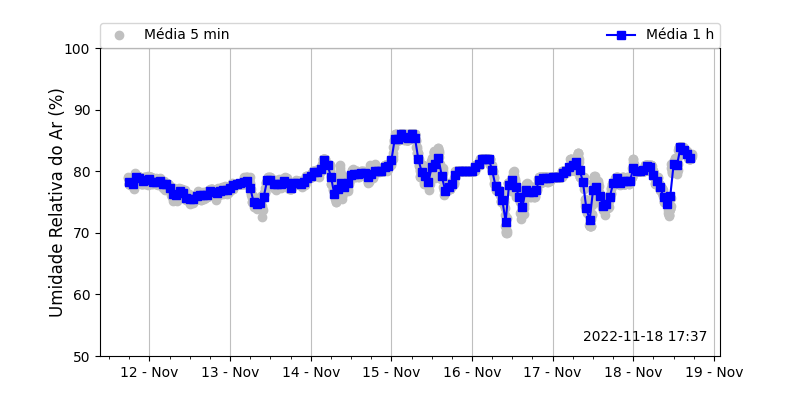 Média 5 min
Média 1 h
Umidade Relativa do Ar (%)
100
90
80
70
60
50
2022-11-18 17:37
12 - Nov
13 - Nov
14 - Nov
15 - Nov
16 - Nov
17 - Nov
18 - Nov
19 - Nov